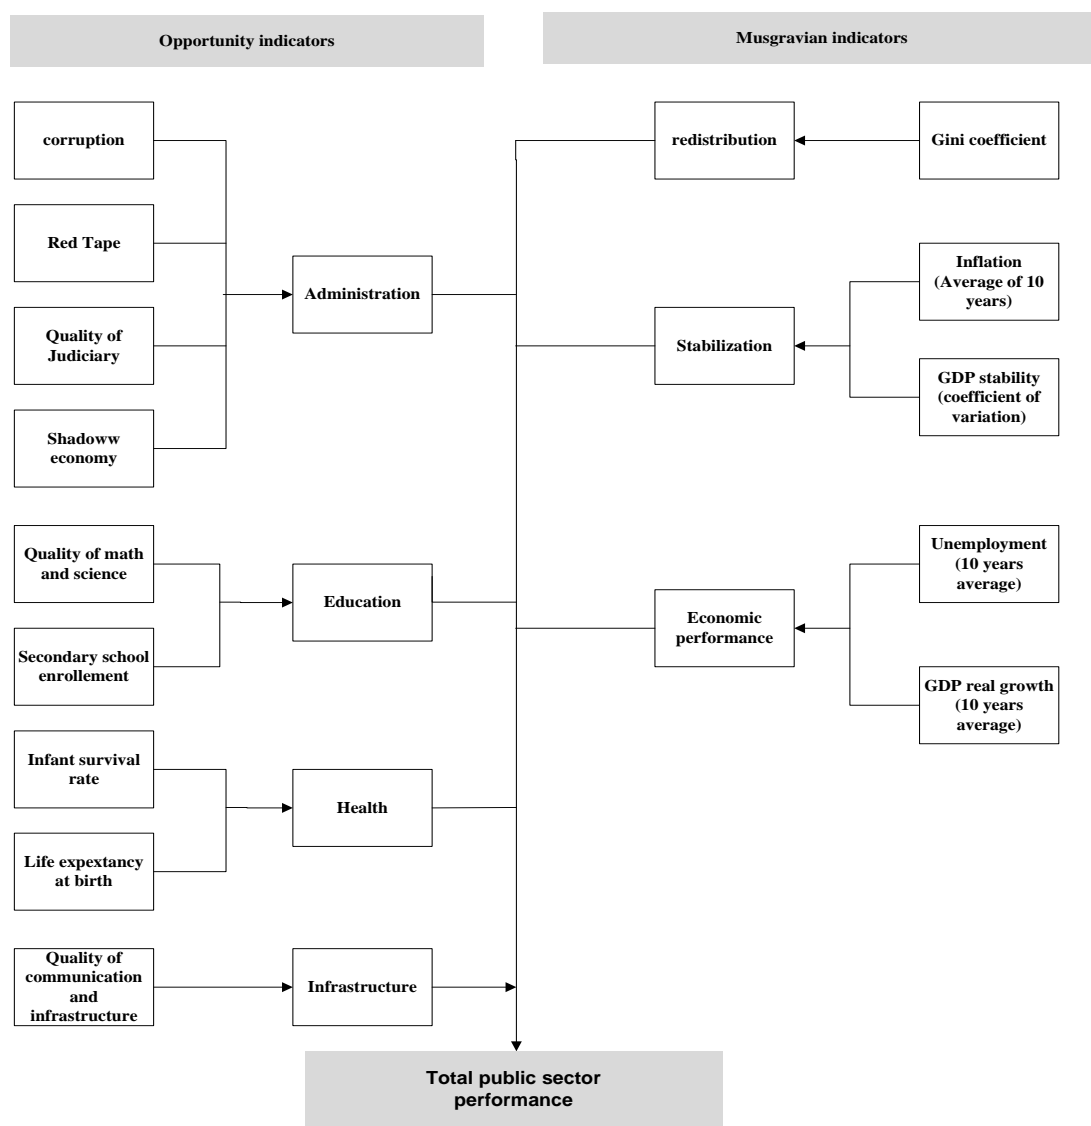 Opportunity indicators
Musgravian indicators
corruption
Red Tape
Quality of
Judiciary
Shadoww
economy
Administration
Quality of math
and science
Secondary school
enrollement
Education
Infant survival
rate
Life expextancy
at birth
Health
Quality of
communication
and
infrastructure
Infrastructure
redistribution
Gini coefficient
Stabilization
Inflation
(Average of 10
years)
GDP stability
(coefficient of
variation)
Economic
performance
Unemployment
(10 years
average)
GDP real growth
(10 years
average)
Total public sector
performance